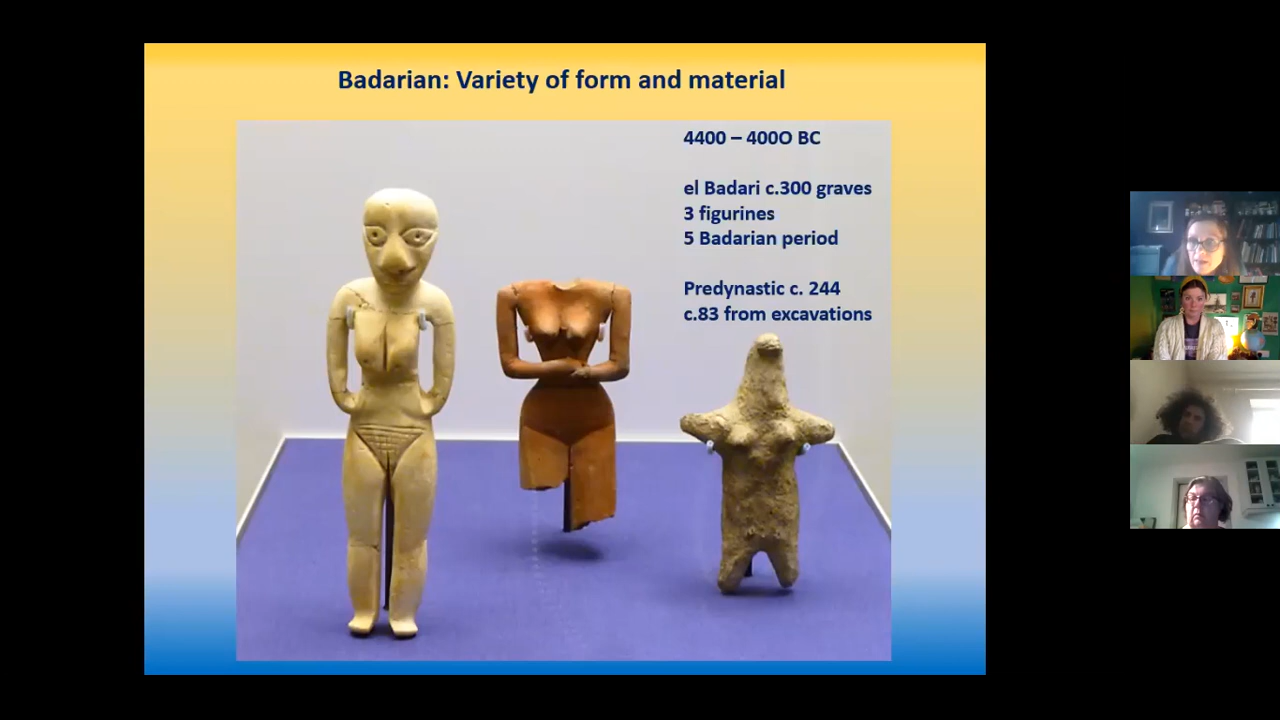 Badarian: Variety of form and material
4400 – 400O BC
el Badari c.300 graves
3 figurines
5 Badarian period
Predynastic c. 244
c.83 from excavations